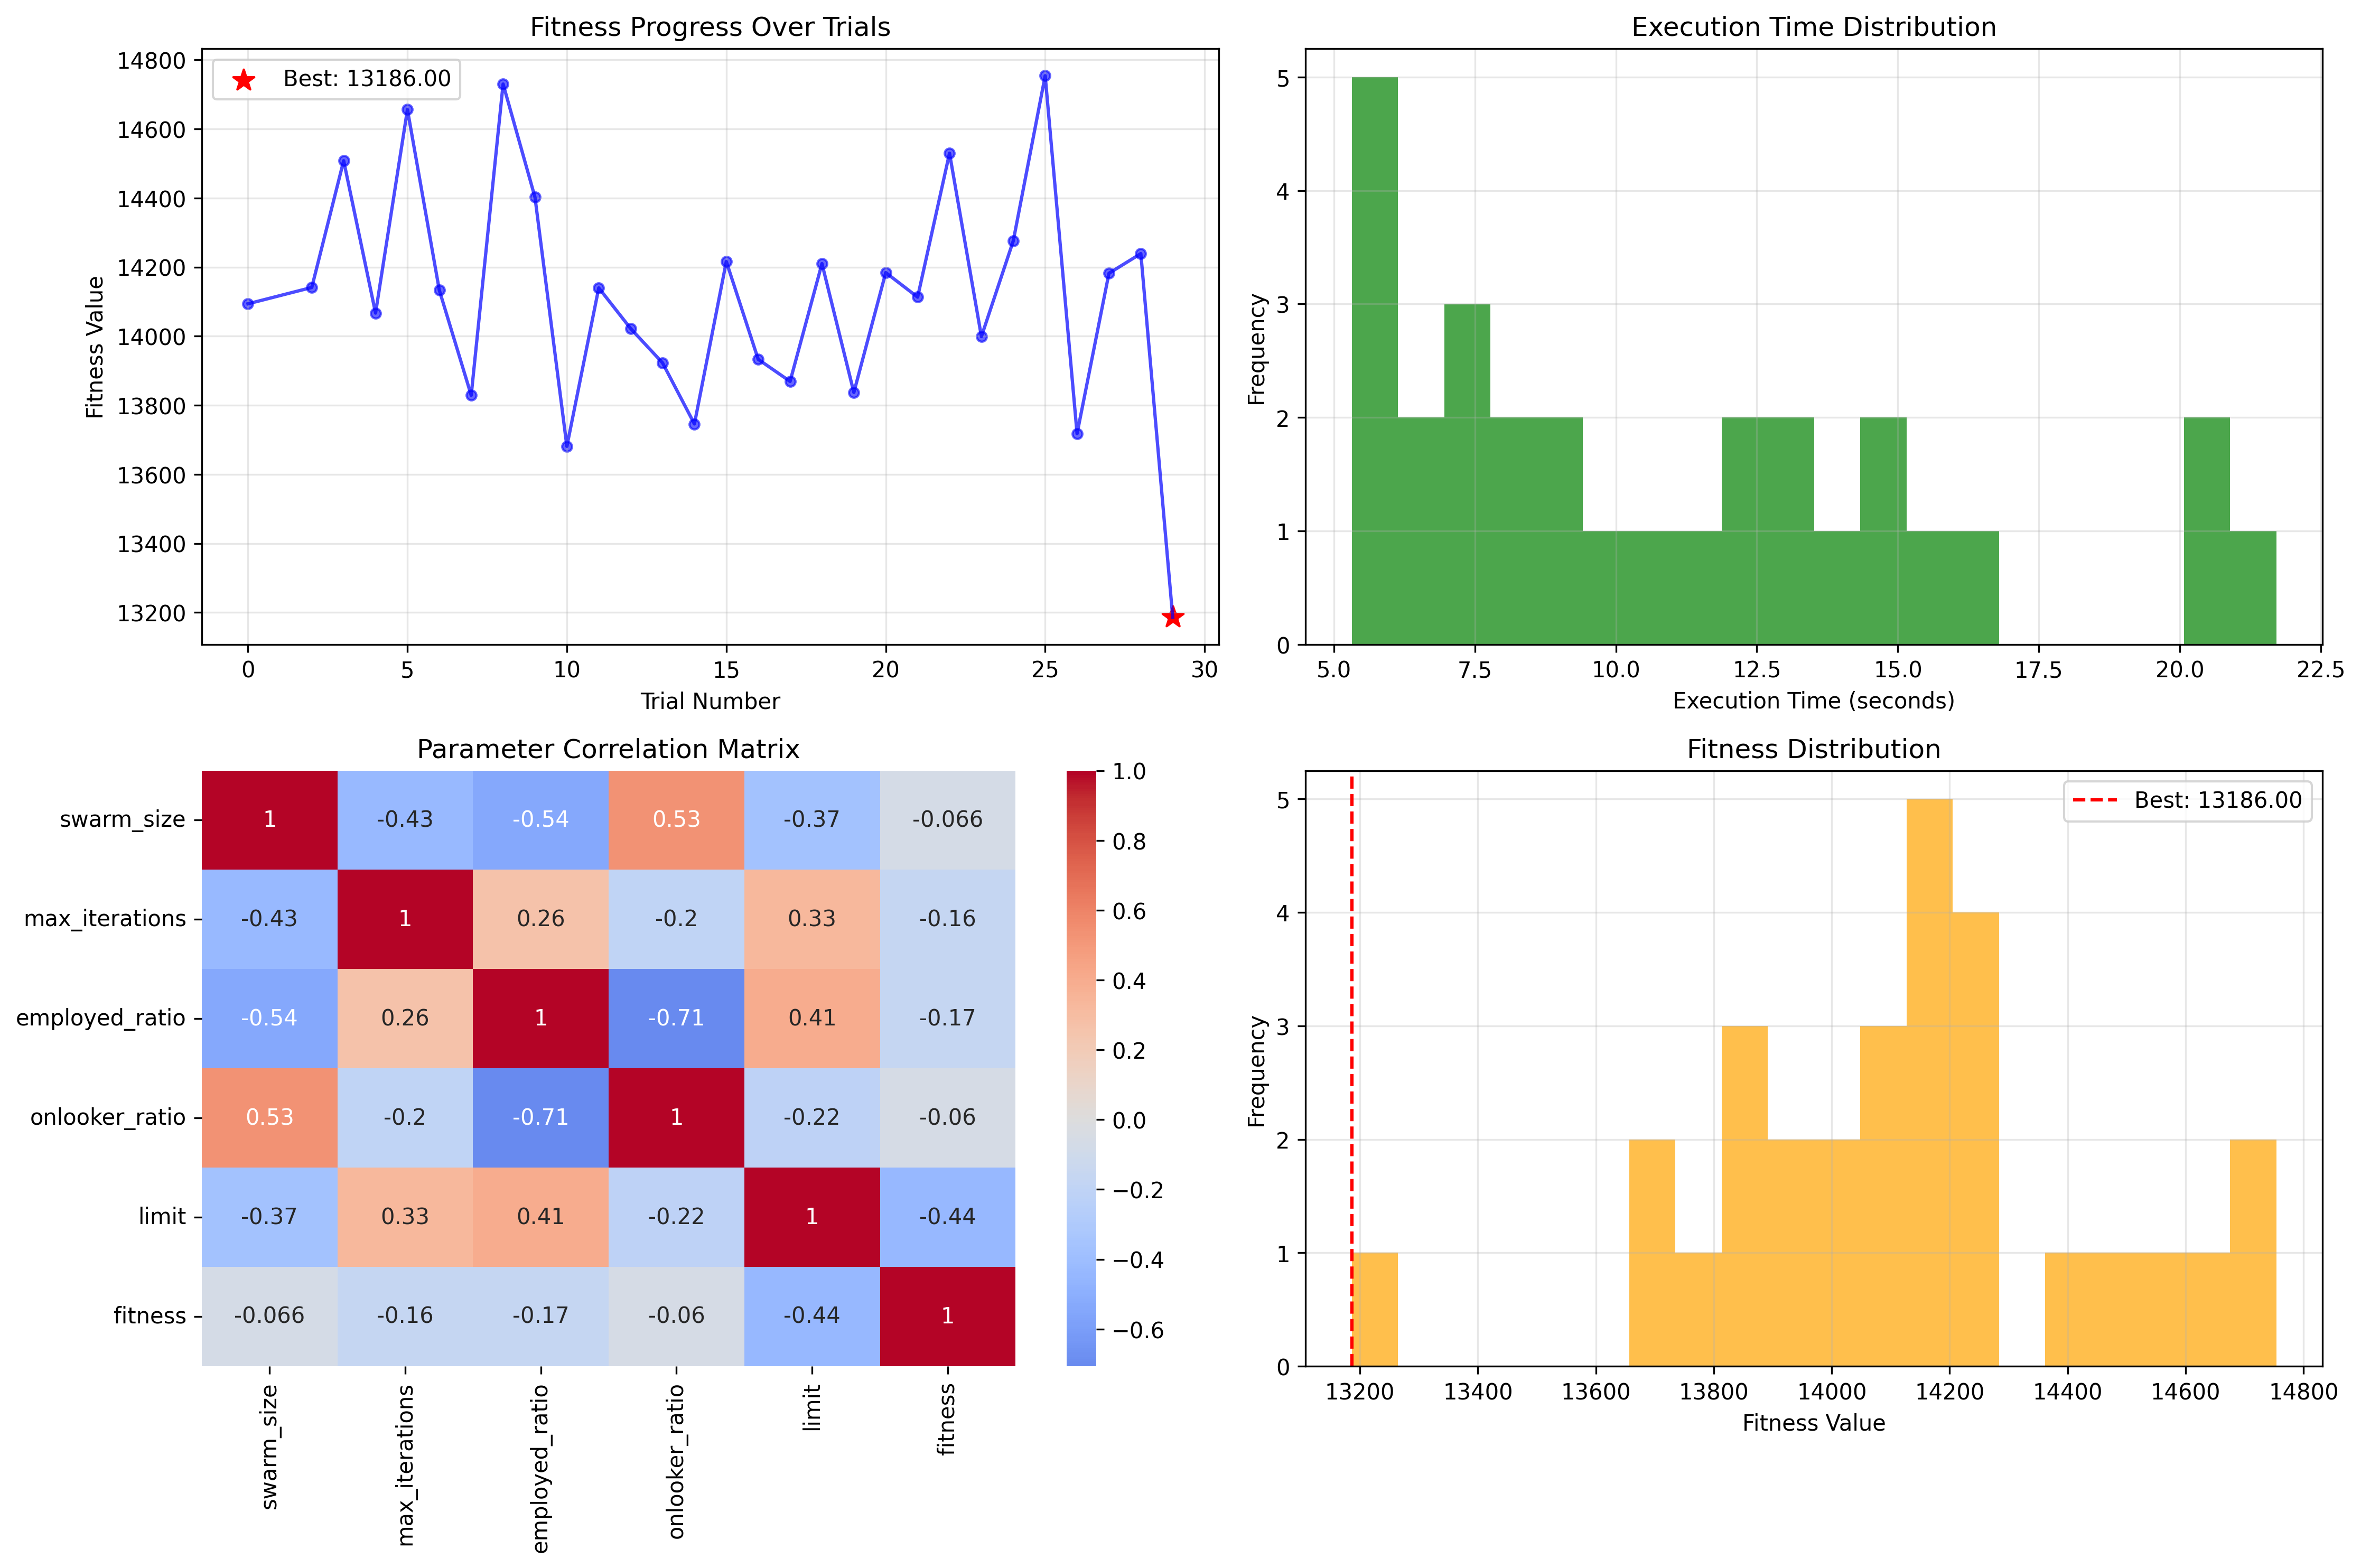 Fitness Progress Over Trials
Best: 13186.00
14800
14600
14400
14200
14000
13800
13600
13400
13200
Fitness Value
0 5 10 15 20 25 30
Trial Number
Execution Time Distribution
5
4
3
2
1
0
Frequency
5.0 7.5 10.0 12.5 15.0 17.5 20.0 22.5
Execution Time (seconds)
Parameter Correlation Matrix
swarm_size 1 -0.43 -0.54 0.53 -0.37 -0.066
max_iterations -0.43 1 0.26 -0.2 0.33 -0.16
employed_ratio -0.54 0.26 1 -0.71 0.41 -0.17
onlooker_ratio 0.53 -0.2 -0.71 1 -0.22 -0.06
limit -0.37 0.33 0.41 -0.22 1 -0.44
fitness -0.066 -0.16 -0.17 -0.06 -0.44 1
swarm_size
max_iterations
employed_ratio
onlooker_ratio
limit
fitness
1.0
0.8
0.6
0.4
0.2
0.0
−0.2
−0.4
−0.6
Fitness Distribution
Best: 13186.00
5
4
3
2
1
0
Frequency
13200 13400 13600 13800 14000 14200 14400 14600 14800
Fitness Value